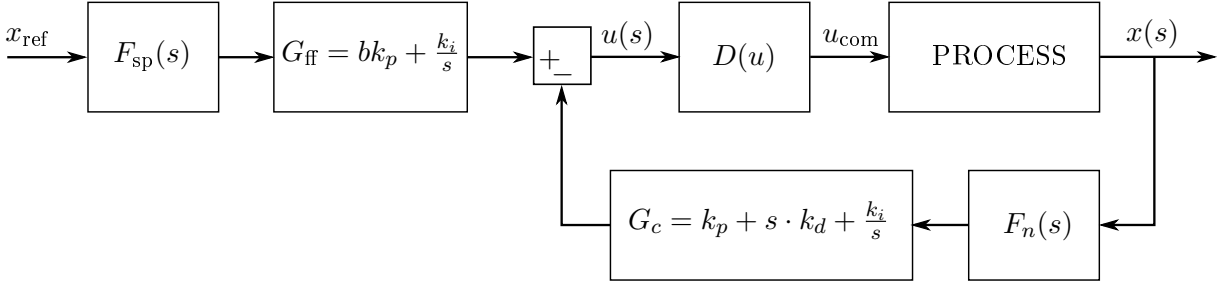 x_ref
F_sp(s)
G_ff = bk_p + k_i/s
+ −
u(s)
D(u)
u_com
PROCESS
x(s)
G_c = k_p + s · k_d + k_i/s
F_n(s)